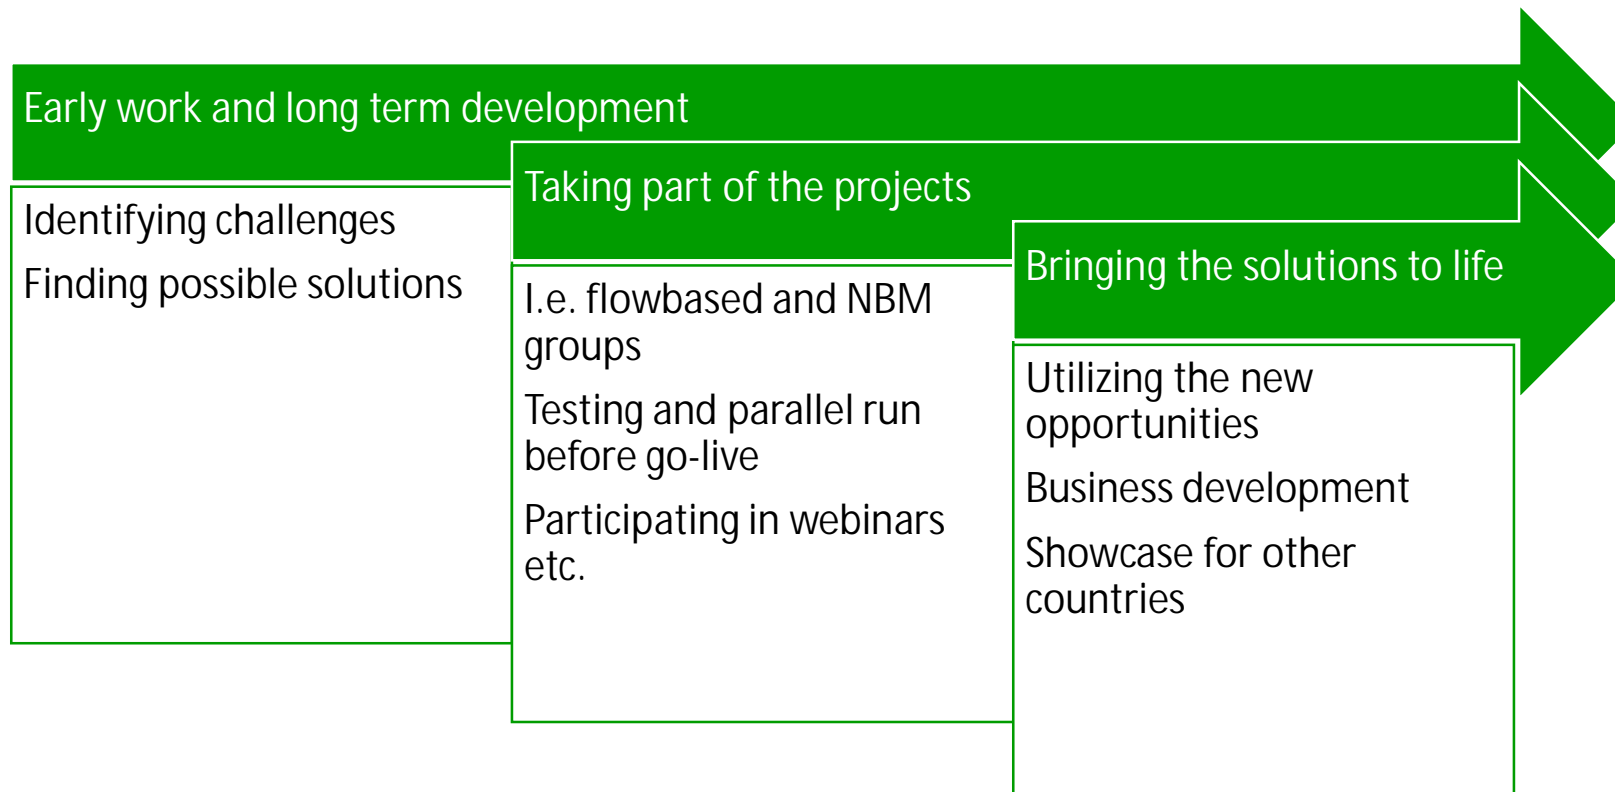 Early work and long term development
Identifying challenges
Finding possible solutions
Taking part of the projects
I.e. flowbased and NBM
groups
Testing and parallel run
before go-live
Participating in webinars
etc.
Bringing the solutions to life
Utilizing the new
opportunities
Business development
Showcase for other
countries